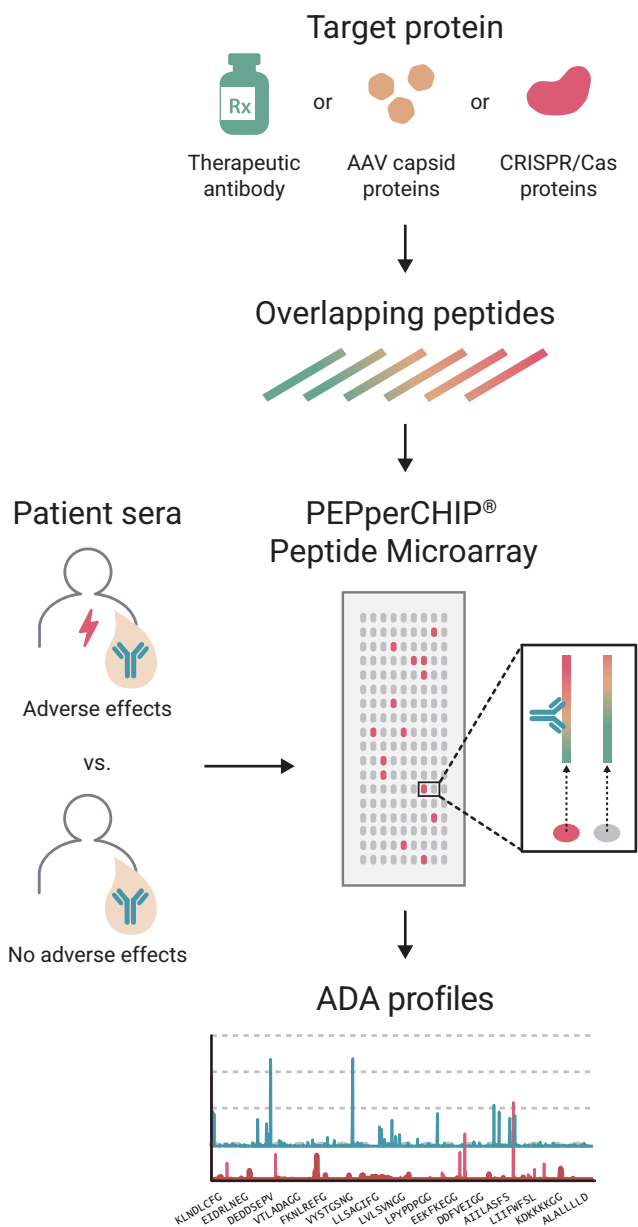 Target protein
Rx
or
or
Therapeutic
antibody
AAV capsid
proteins
CRISPR/Cas
proteins
Overlapping peptides
Patient sera
PEPperCHIP®
Peptide Microarray
Adverse effects
vs.
No adverse effects
ADA profiles
KLNDLCFG
EIDRLNEG
DEDDSEPV
VTLADAGG
FKNLREFG
VYSTGSNG
LLSAGIFG
LVLSVNGG
LPYPDPGG
EEKFKEGG
DDFVEIGG
AIILASFS
LIIFWFSL
KDKKKKGG
ALALLLLD